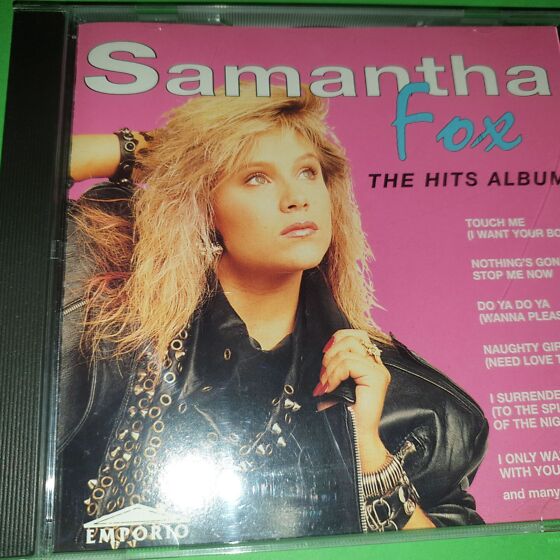 Samantha
Fox
THE HITS ALBUM
TOUCH ME
(I WANT YOUR BO
NOTHING'S GON
STOP ME NOW
DO YA DO YA
(WANNA PLEAS
NAUGHTY GIR
(NEED LOVE T
I SURRENDE
(TO THE SPI
OF THE NIG
I ONLY WA
WITH YOU
and many
EMPORIO